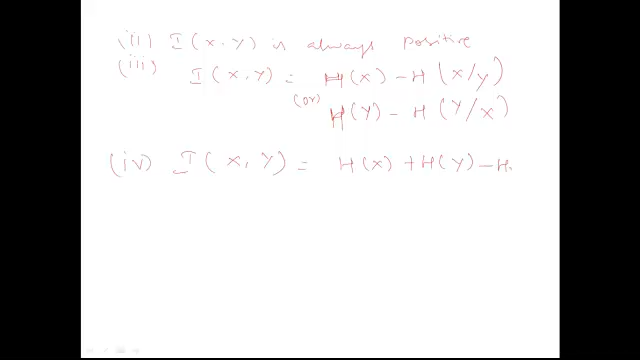 (ii) I(X,Y) is always positive
(iii) I(X,Y) = H(X) - H(X/Y)
(or)
H(Y) - H(Y/X)
(iv) I(X,Y) = H(X) + H(Y) - H